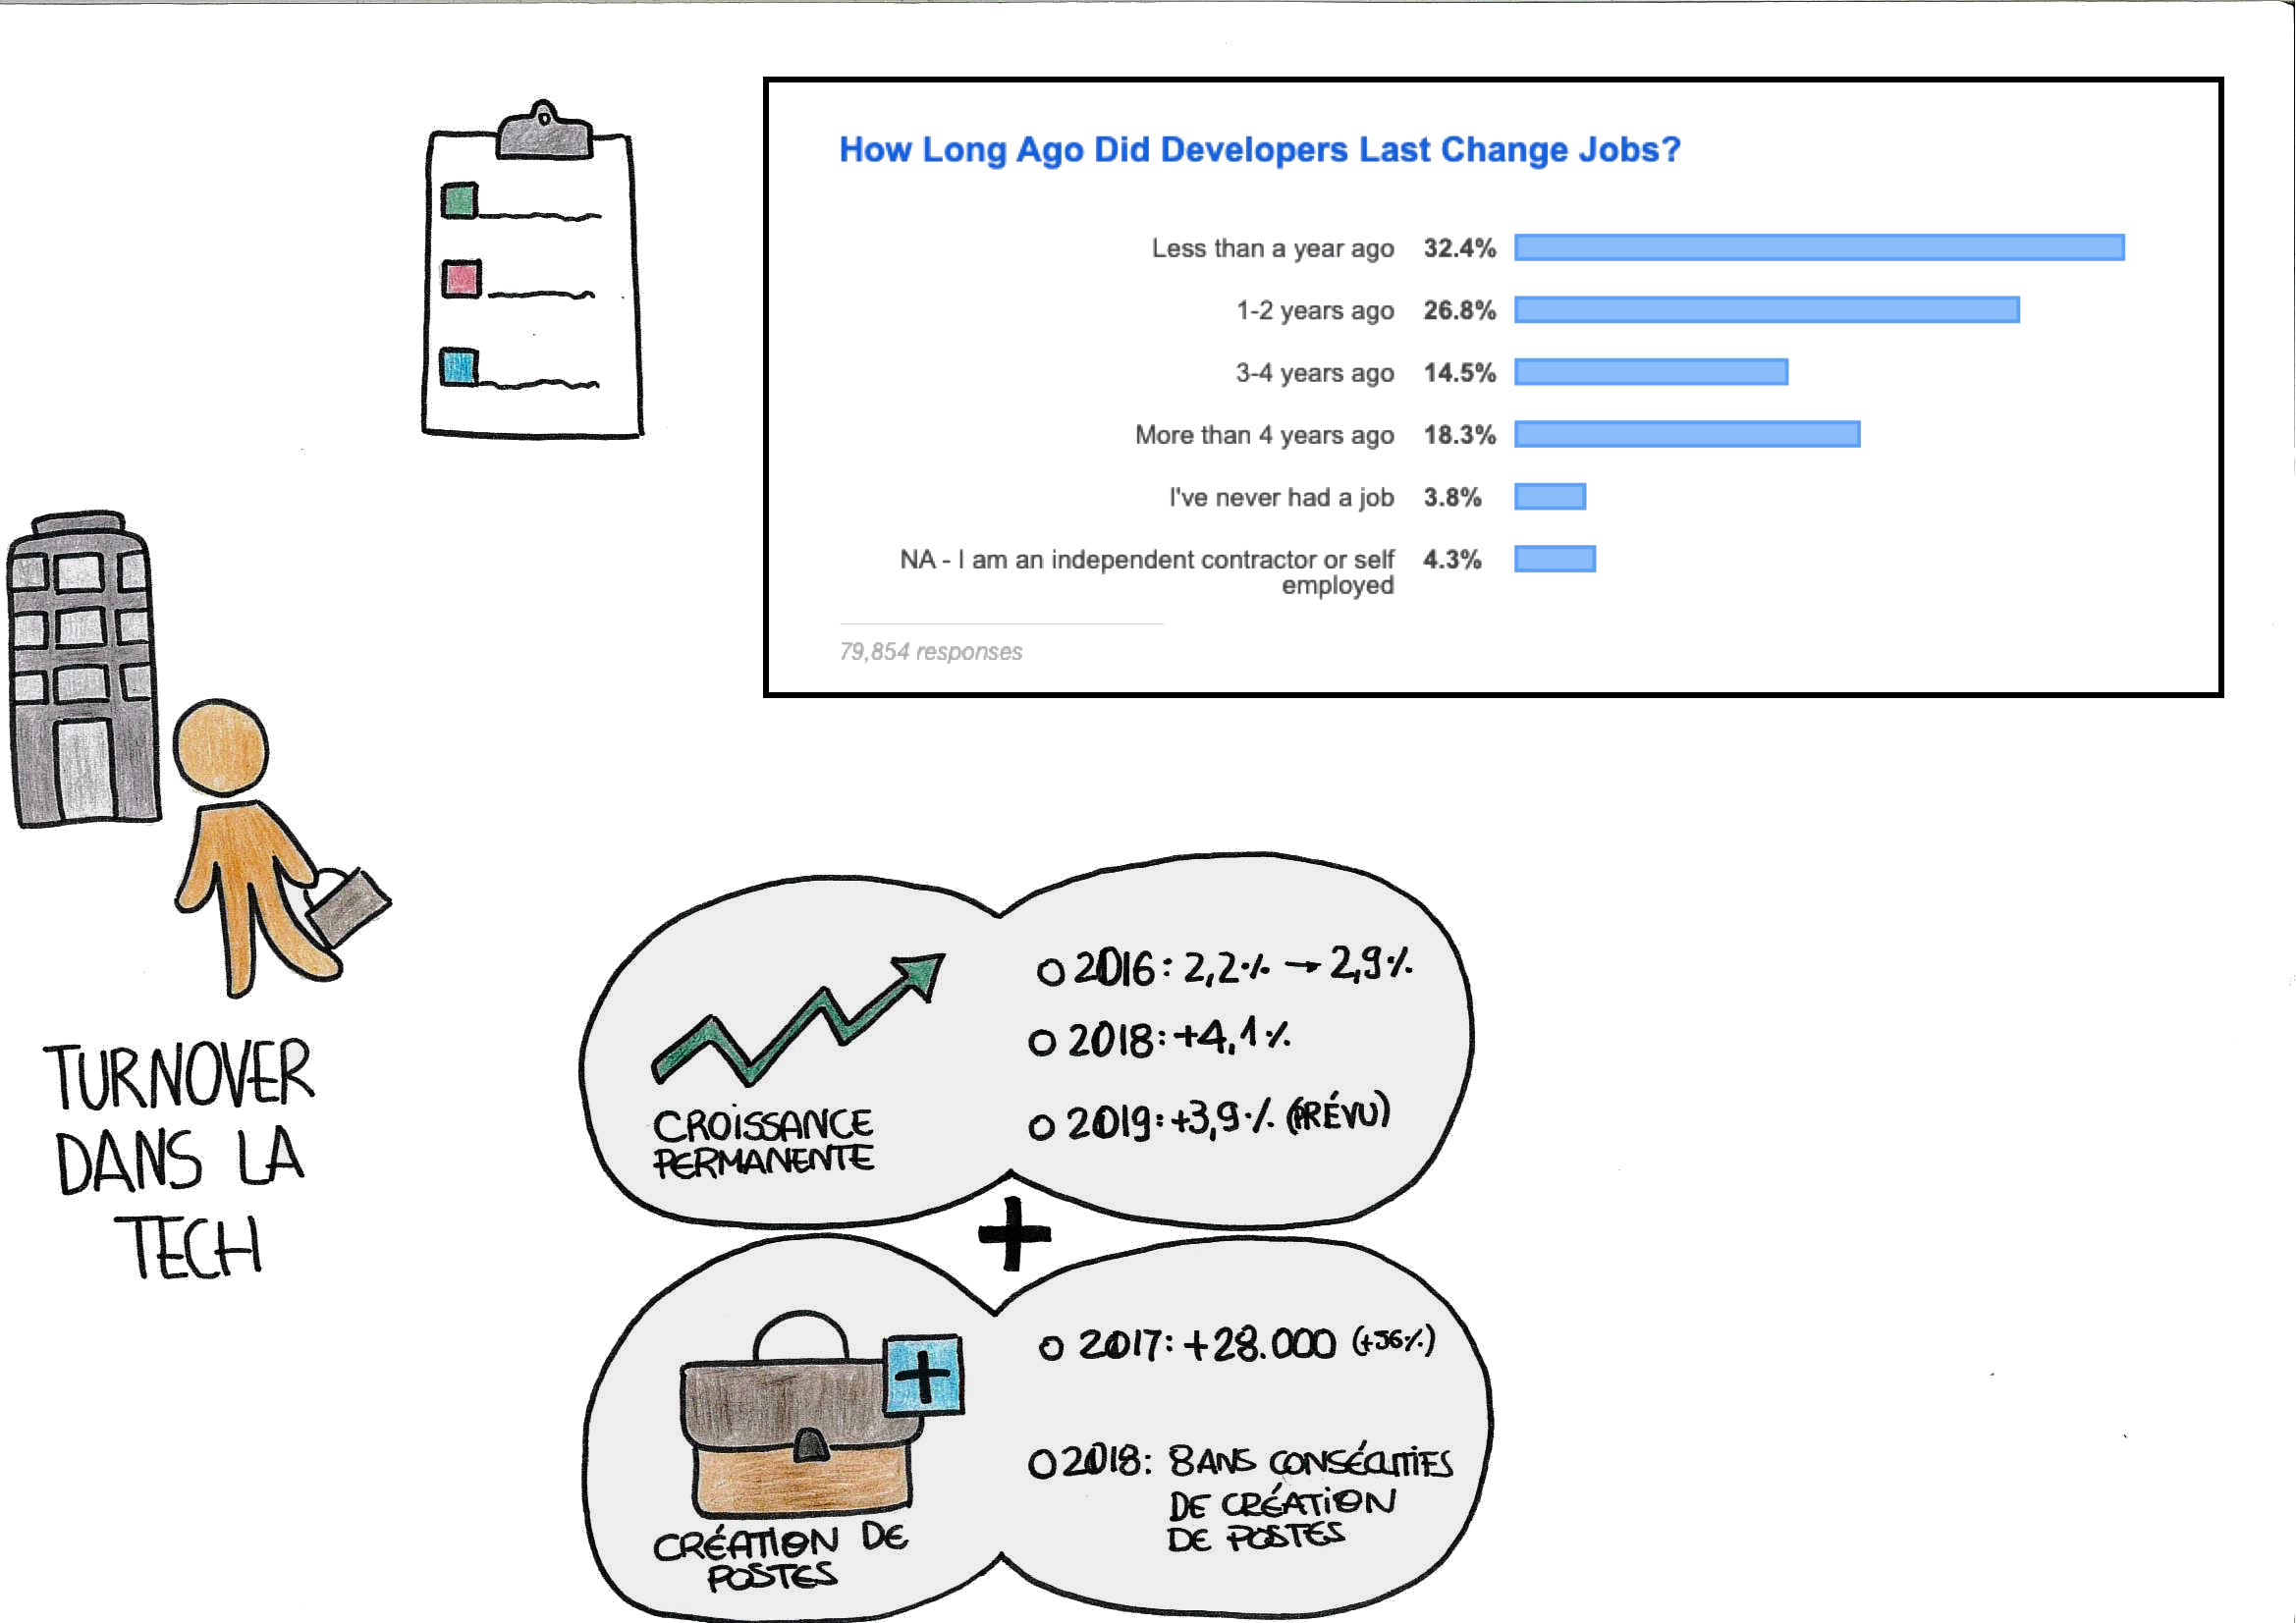 How Long Ago Did Developers Last Change Jobs?
Less than a year ago 32.4%
1-2 years ago 26.8%
3-4 years ago 14.5%
More than 4 years ago 18.3%
I've never had a job 3.8%
NA - I am an independent contractor or self 4.3%
employed
79,854 responses
TURNOVER
DANS LA
TECH
CROISSANCE
PERMANENTE
2016: 2,2% → 2,9%
2018: +4,1%
2019: +3,9% (PRÉVU)
+
+
CRÉATION DE
POSTES
2017: +28.000 (+56%)
2018: 8 ANS CONSÉCUTIFS
DE CRÉATION
DE POSTES